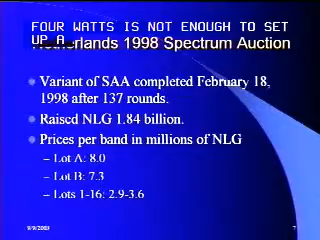 FOUR WATTS IS NOT ENOUGH TO SET
UP A
Netherlands 1998 Spectrum Auction
Variant of SAA completed February 18,
1998 after 137 rounds.
Raised NLG 1.84 billion.
Prices per band in millions of NLG
– Lot A: 8.0
– Lot B: 7.3
– Lots 1-16: 2.9-3.6
9/9/2003
7